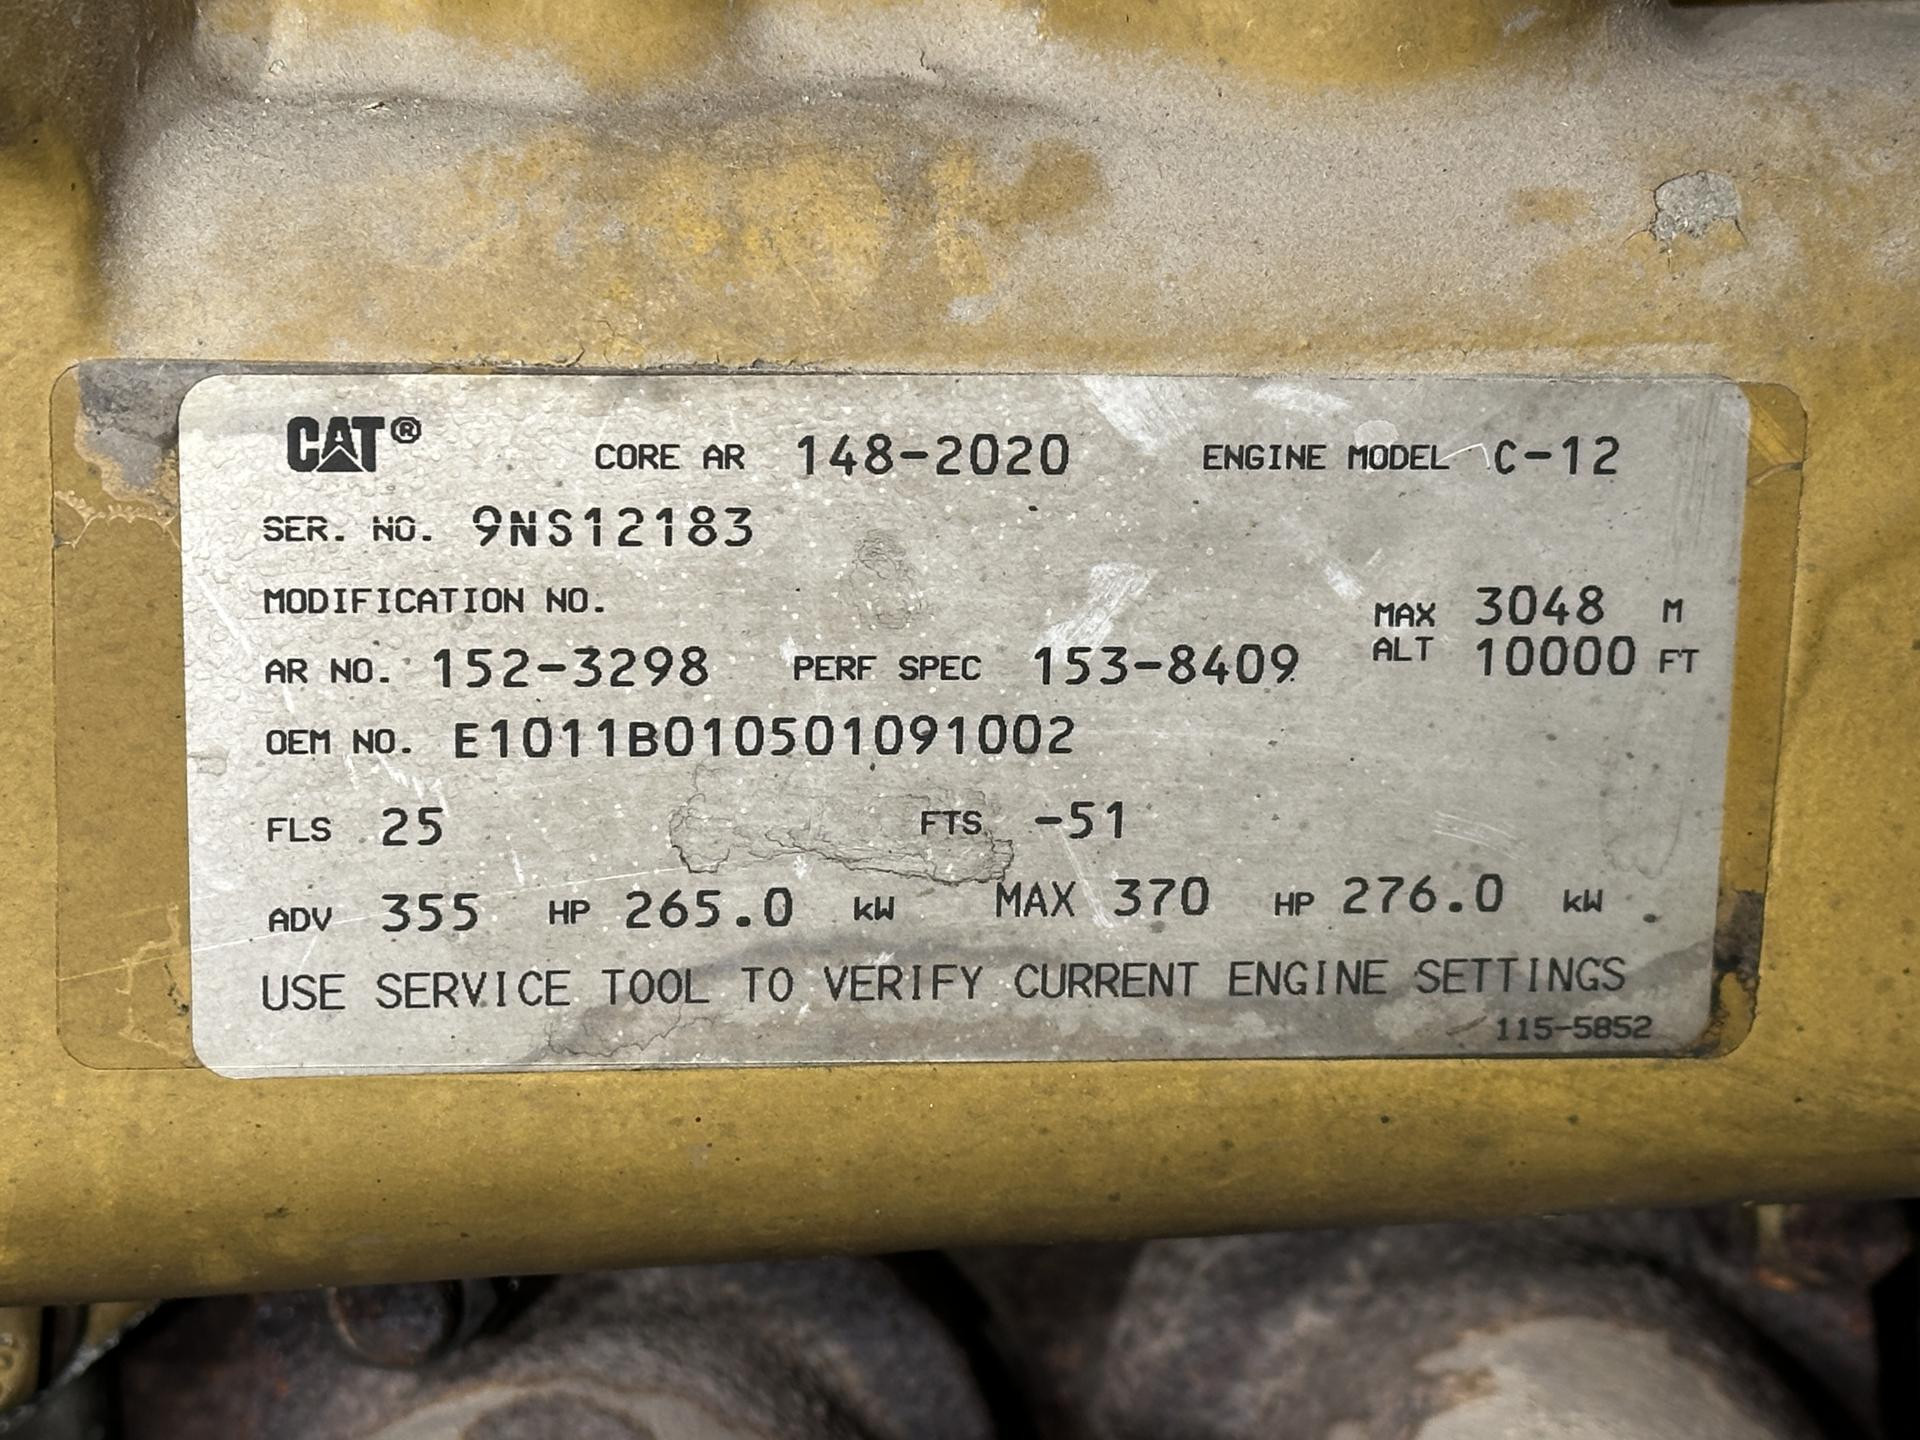 CAT® CORE AR 148-2020 ENGINE MODEL C-12
SER. NO. 9NS12183
MODIFICATION NO.
MAX 3048 M
AR NO. 152-3298 PERF SPEC 153-8409 ALT 10000 FT
OEM NO. E1011B010501091002
FLS 25 FTS -51
ADV 355 HP 265.0 kW MAX 370 HP 276.0 kW
USE SERVICE TOOL TO VERIFY CURRENT ENGINE SETTINGS
115-5852